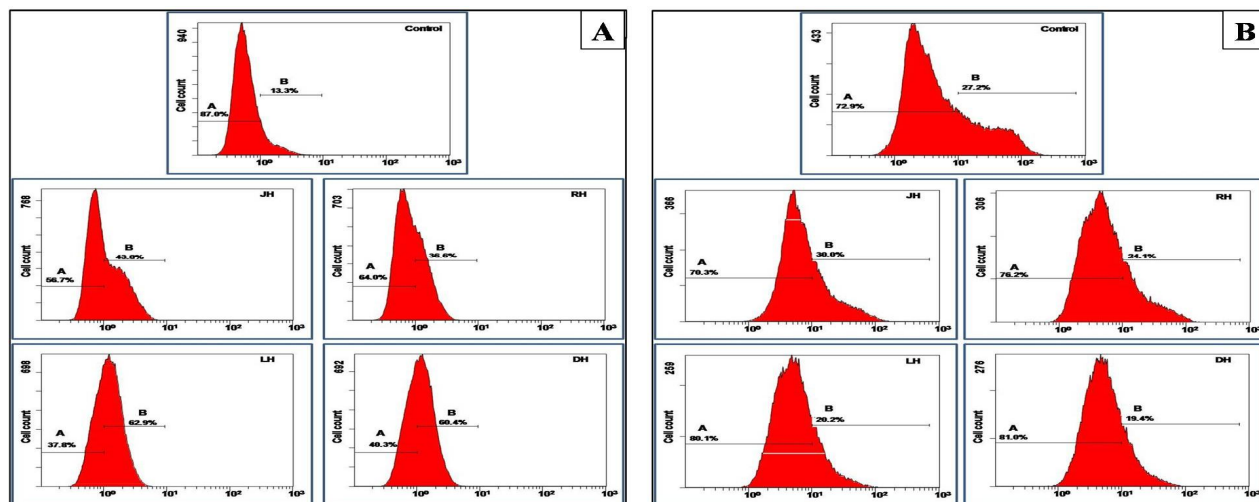 A
Control
940
Cell count
A
87.0%
B
13.3%
10⁰ 10¹ 10² 10³
JH
768
Cell count
A
56.7%
B
43.0%
10⁰ 10¹ 10² 10³
RH
703
Cell count
A
64.0%
B
36.6%
10⁰ 10¹ 10² 10³
LH
698
Cell count
A
37.8%
B
62.9%
10⁰ 10¹ 10² 10³
DH
692
Cell count
A
40.3%
B
60.4%
10⁰ 10¹ 10² 10³
B
Control
433
Cell count
A
72.9%
B
27.2%
10⁰ 10¹ 10² 10³
JH
366
Cell count
A
70.3%
B
30.0%
10⁰ 10¹ 10² 10³
RH
306
Cell count
A
76.2%
B
24.1%
10⁰ 10¹ 10² 10³
LH
259
Cell count
A
80.1%
B
20.2%
10⁰ 10¹ 10² 10³
DH
276
Cell count
A
81.0%
B
19.4%
10⁰ 10¹ 10² 10³